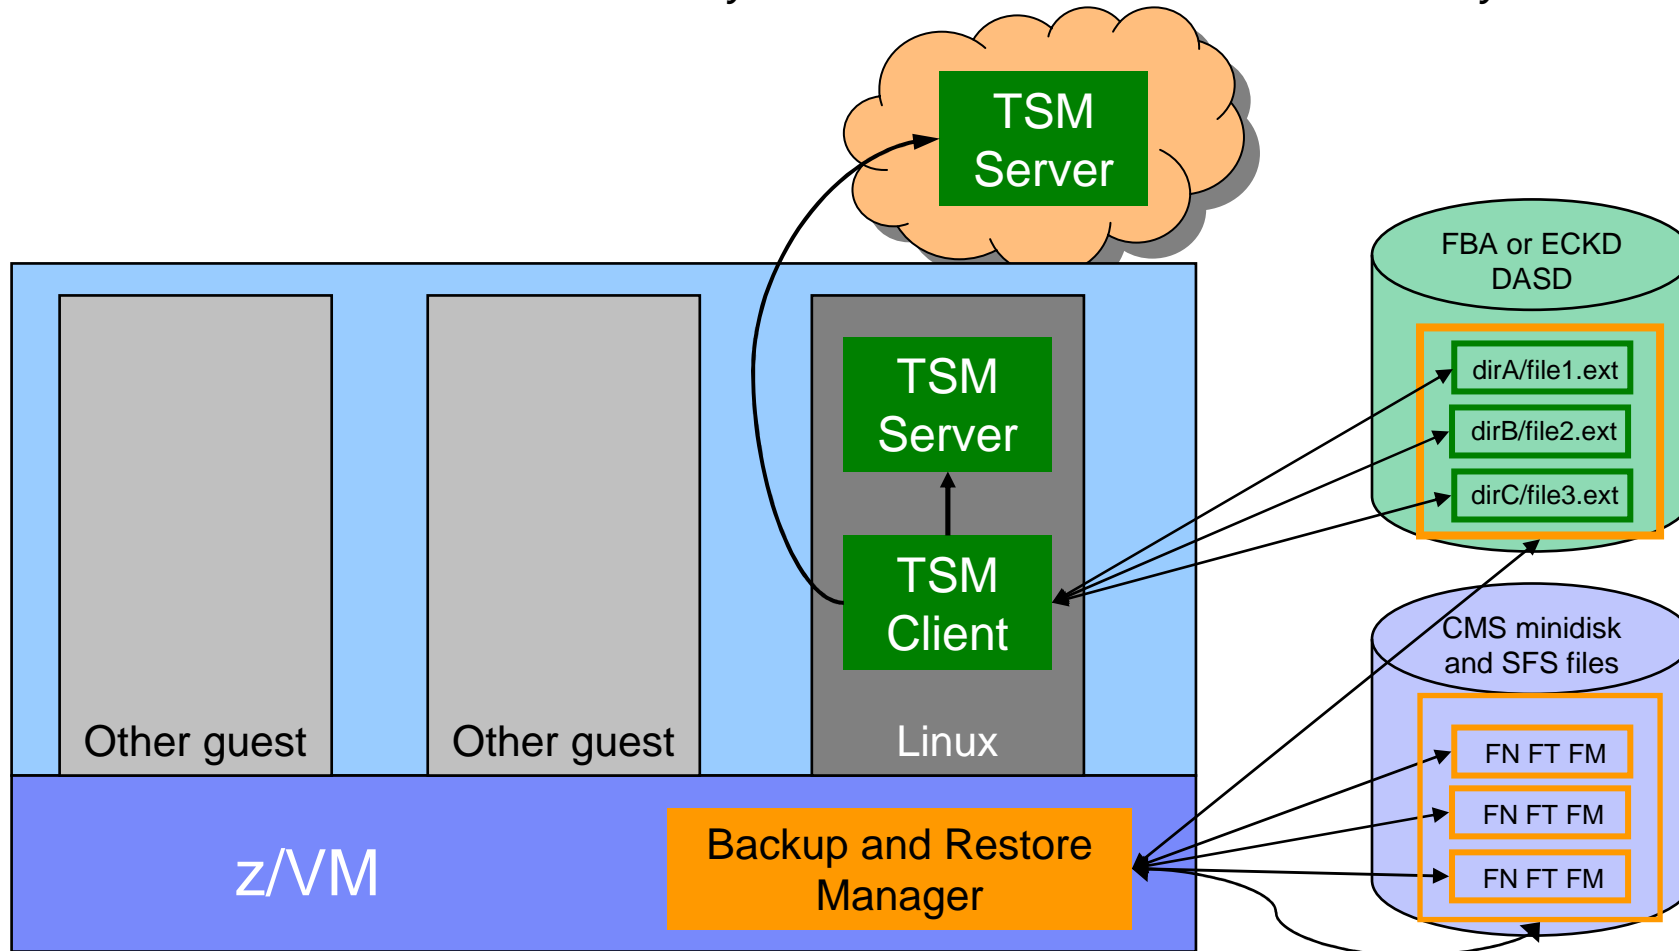 TSM
Server
FBA or ECKD
DASD
dirA/file1.ext
dirB/file2.ext
dirC/file3.ext
TSM
Server
TSM
Client
CMS minidisk
and SFS files
FN FT FM
FN FT FM
FN FT FM
Other guest
Other guest
Linux
z/VM
Backup and Restore
Manager